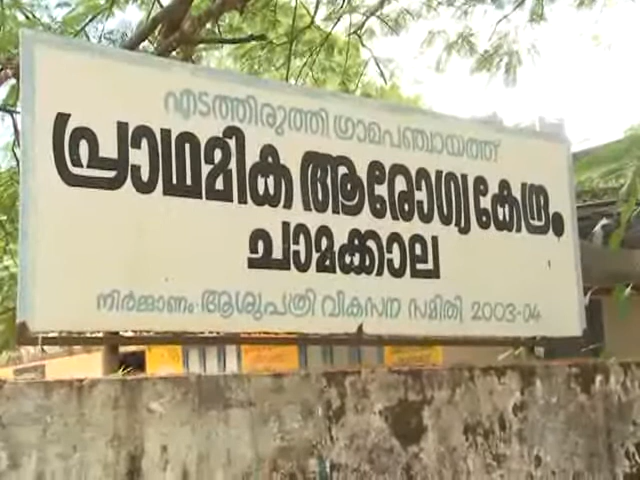 എടത്തിരുത്തി ഗ്രാമപഞ്ചായത്ത്
പ്രാഥമിക ആരോഗ്യകേന്ദ്രം
ചാമക്കാല
നിർമ്മാണം ആശുപത്രി വികസന സമിതി 2003-04